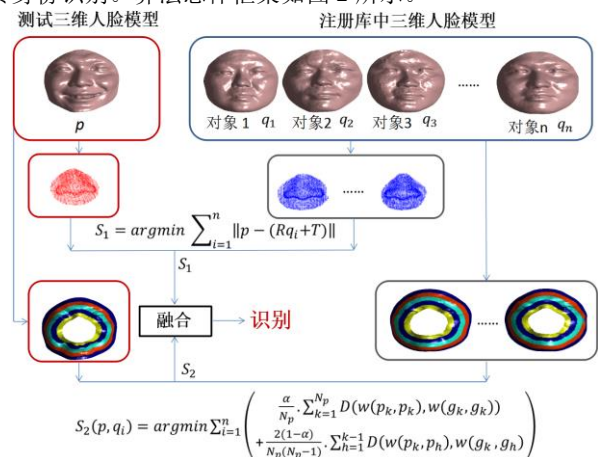 测试三维人脸模型
注册库中三维人脸模型
p
对象1 q₁ 对象2 q₂ 对象3 q₃ …… 对象n qₙ
……
S₁ = argmin ∑ᵢ₌₁ⁿ ‖p − (Rqᵢ+T)‖
S₁
融合 识别
……
S₂
S₂(p, qᵢ) = argmin∑ᵢ₌₁ⁿ ( α/Nₚ . ∑ₖ₌₁^Nₚ D(w(pₖ, pₖ), w(gₖ, gₖ))
+ 2(1−α)/Nₚ(Nₚ−1) . ∑ₕ₌₁ᵏ⁻¹ D(w(pₖ, pₕ), w(gₖ, gₕ)) )